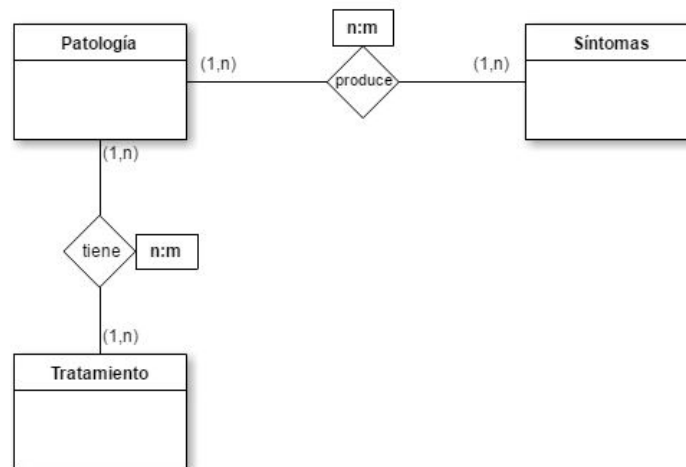 n:m
Patología
Síntomas
(1,n)
produce
(1,n)
(1,n)
tiene
n:m
(1,n)
Tratamiento